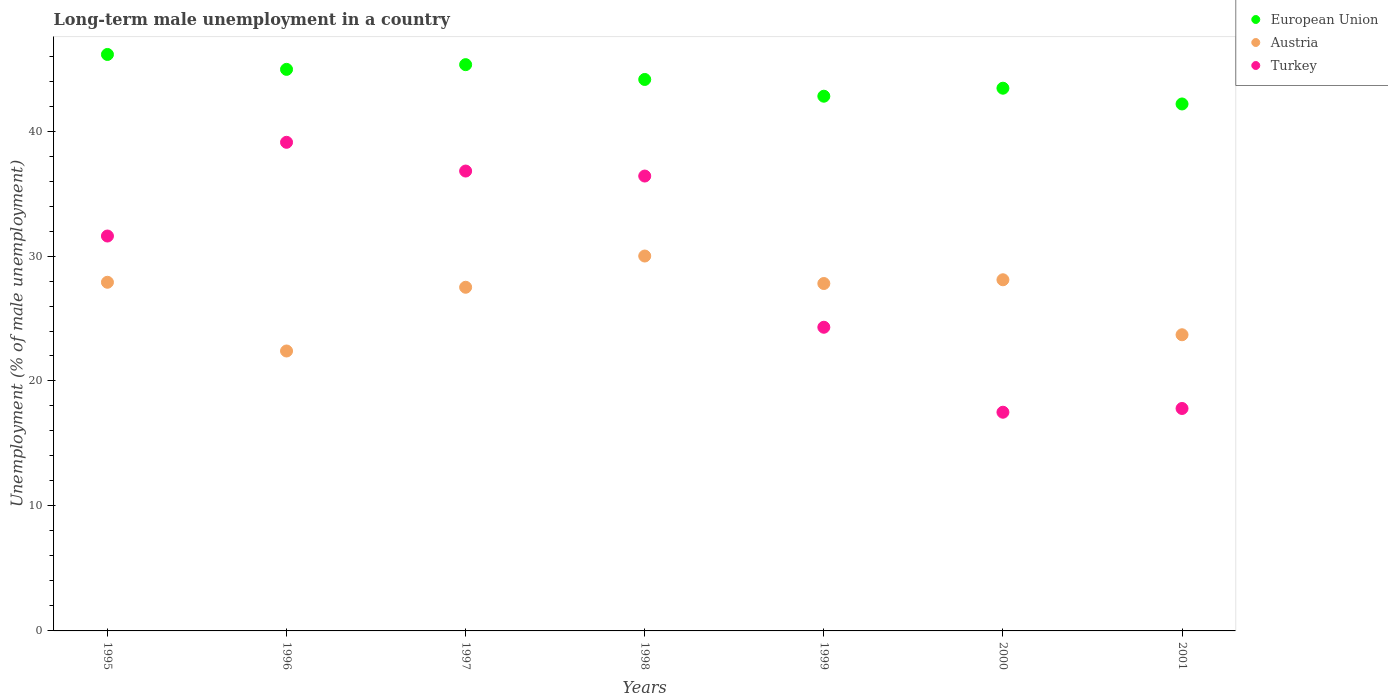 Long-term male unemployment in a country
European Union
Austria
Turkey
Unemployment (% of male unemployment)
40
30
20
10
0
1995
1996
1997
1998
1999
2000
2001
Years